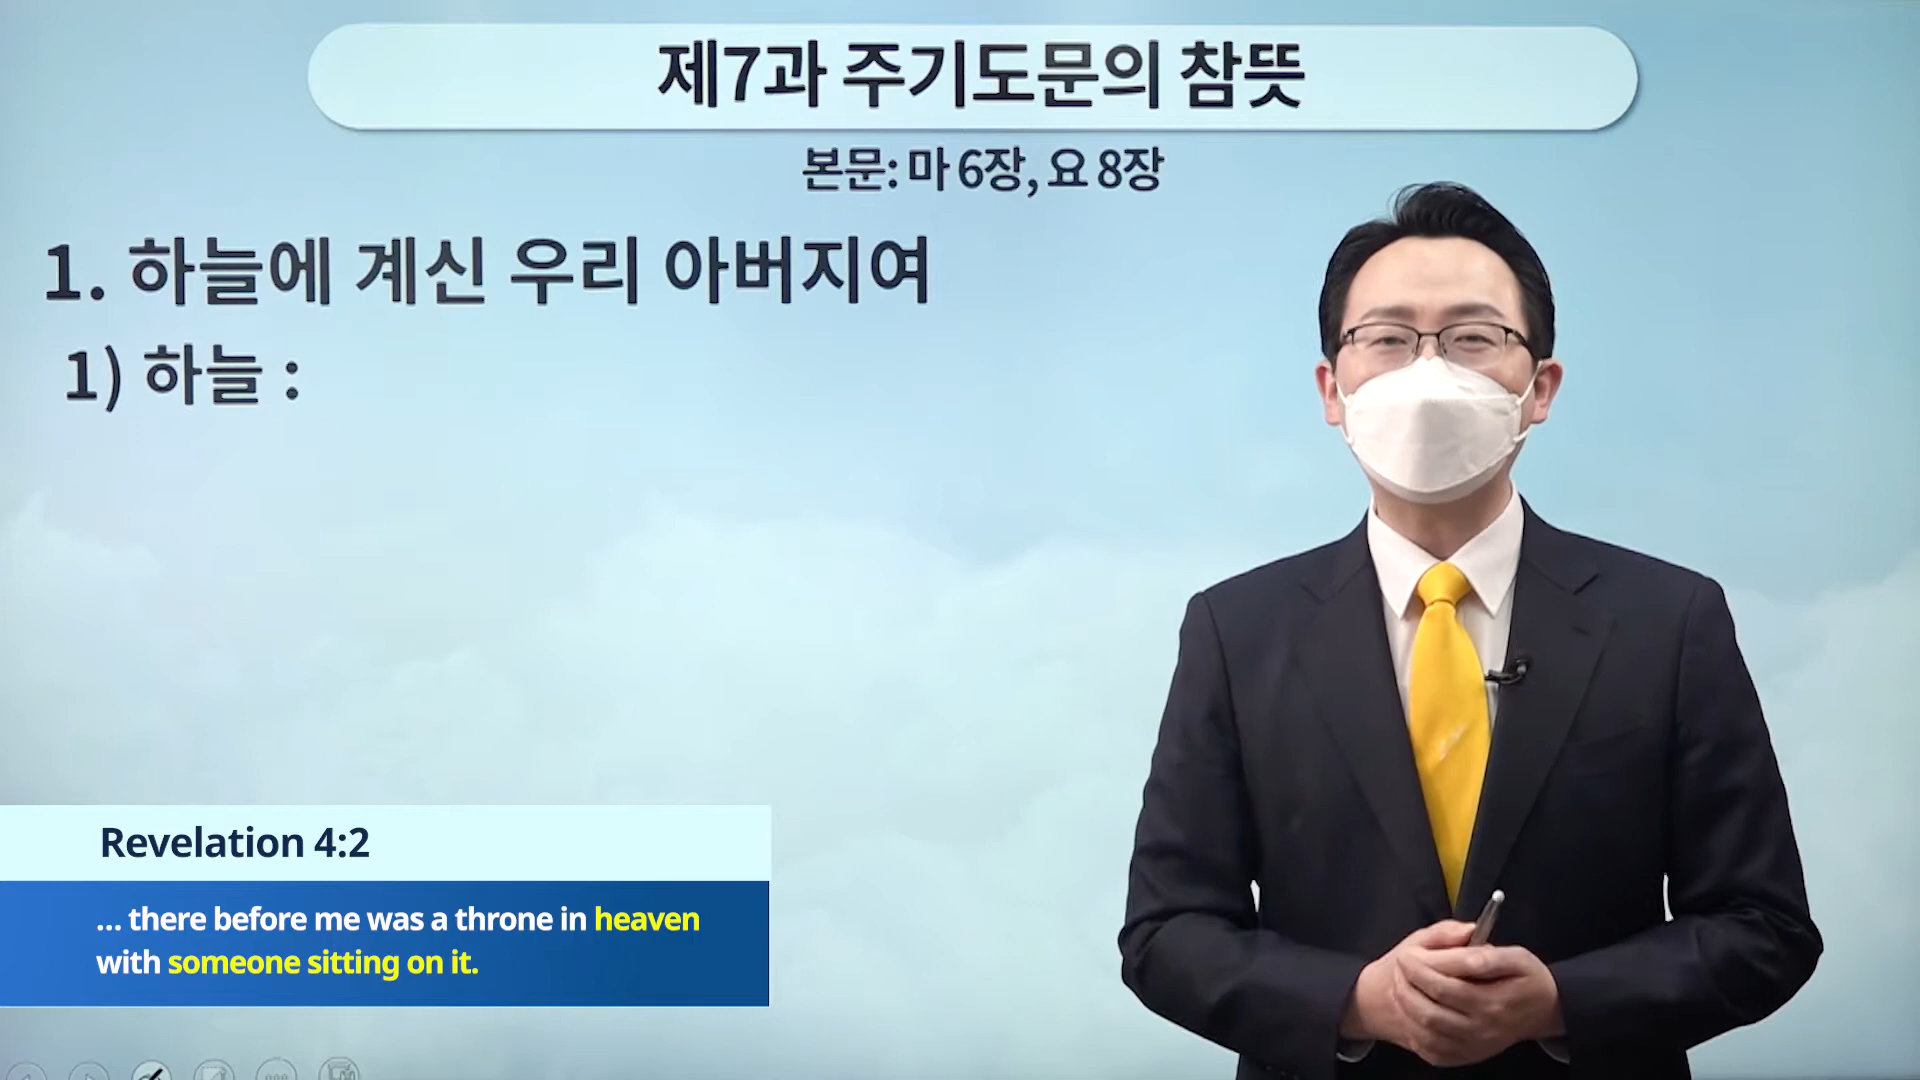 제7과 주기도문의 참뜻
본문: 마 6장, 요 8장
1. 하늘에 계신 우리 아버지여
1) 하늘 :
Revelation 4:2
... there before me was a throne in heaven
with someone sitting on it.